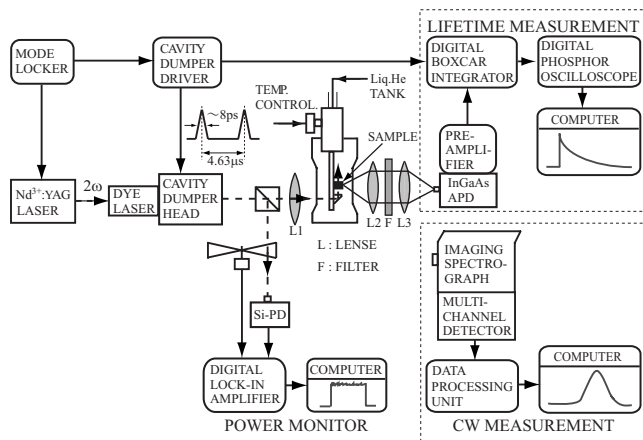 LIFETIME MEASUREMENT
MODE
LOCKER
CAVITY
DUMPER
DRIVER
DIGITAL
BOXCAR
INTEGRATOR
DIGITAL
PHOSPHOR
OSCILLOSCOPE
Liq.He
TANK
TEMP.
CONTROL.
~8ps
4.63μs
SAMPLE
PRE-
AMPLI-
FIER
COMPUTER
InGaAs
APD
Nd³⁺:YAG
LASER
2ω
DYE
LASER
CAVITY
DUMPER
HEAD
L1
L2 F L3
L : LENSE
F : FILTER
Si-PD
IMAGING
SPECTRO-
GRAPH
MULTI-
CHANNEL
DETECTOR
DIGITAL
LOCK-IN
AMPLIFIER
COMPUTER
POWER MONITOR
DATA
PROCESSING
UNIT
COMPUTER
CW MEASUREMENT